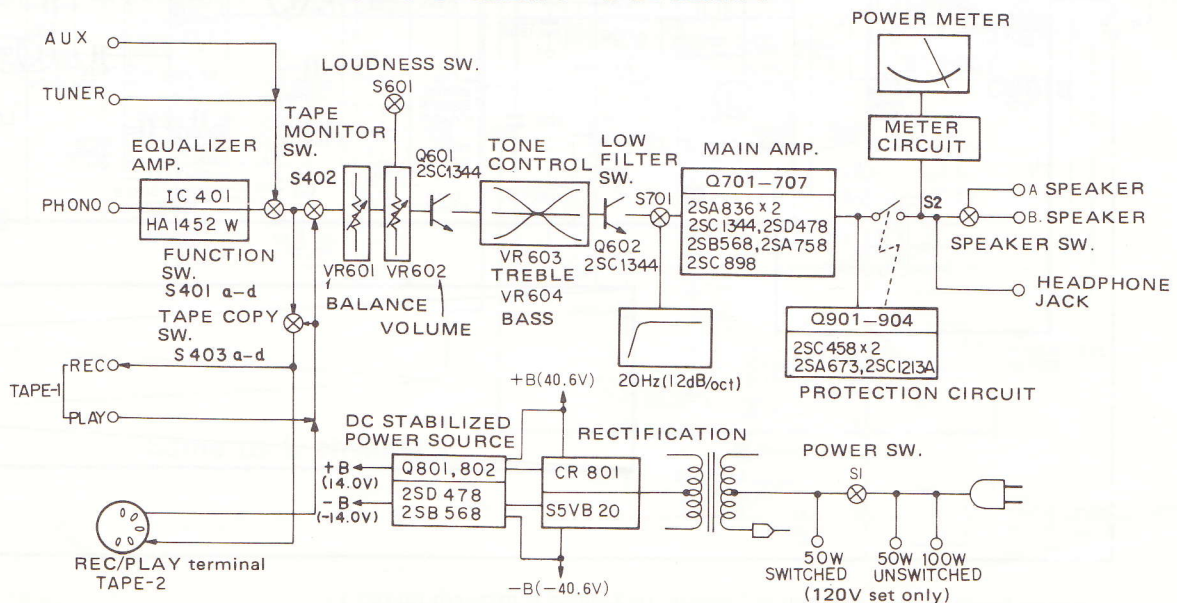 AUX
TUNER
PHONO
EQUALIZER
AMP.
IC 401
HA1452 W
FUNCTION
SW.
S401 a-d
TAPE
MONITOR
SW.
S402
LOUDNESS SW.
S601
VR601
BALANCE
VR602
VOLUME
Q601
2SC1344
TONE
CONTROL
VR603
TREBLE
VR604
BASS
LOW
FILTER
SW.
S701
Q602
2SC1344
20Hz(12dB/oct)
MAIN AMP.
Q701-707
2SA836 x 2
2SC1344,2SD478
2SB568,2SA758
2SC898
POWER METER
METER
CIRCUIT
S2
A SPEAKER
B. SPEAKER
SPEAKER SW.
HEADPHONE
JACK
Q901-904
2SC458 x 2
2SA673,2SC1213A
PROTECTION CIRCUIT
TAPE COPY
SW.
S403 a-d
TAPE-1
REC
PLAY
REC/PLAY terminal
TAPE-2
DC STABILIZED
POWER SOURCE
+B
(14.0V)
-B
(-14.0V)
Q801,802
2SD 478
2SB 568
+B(40.6V)
RECTIFICATION
CR 801
S5VB20
-B(-40.6V)
POWER SW.
S1
50W
SWITCHED
50W 100W
UNSWITCHED
(120V set only)